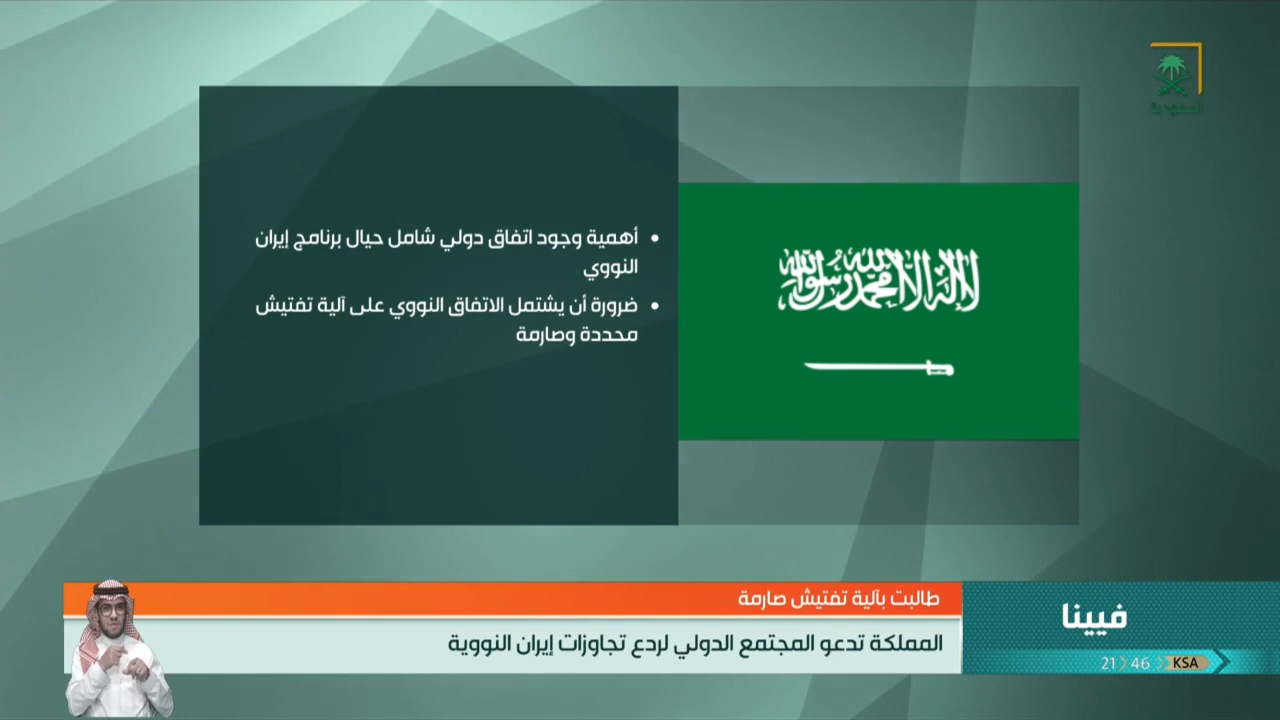 السعودية
أهمية وجود اتفاق دولي شامل حيال برنامج إيران
النووي
ضرورة أن يشتمل الاتفاق النووي على آلية تفتيش
محددة وصارمة
لا إله إلا الله محمد رسول الله
طالبت بآلية تفتيش صارمة
المملكة تدعو المجتمع الدولي لردع تجاوزات إيران النووية
فيينا
21 46 KSA